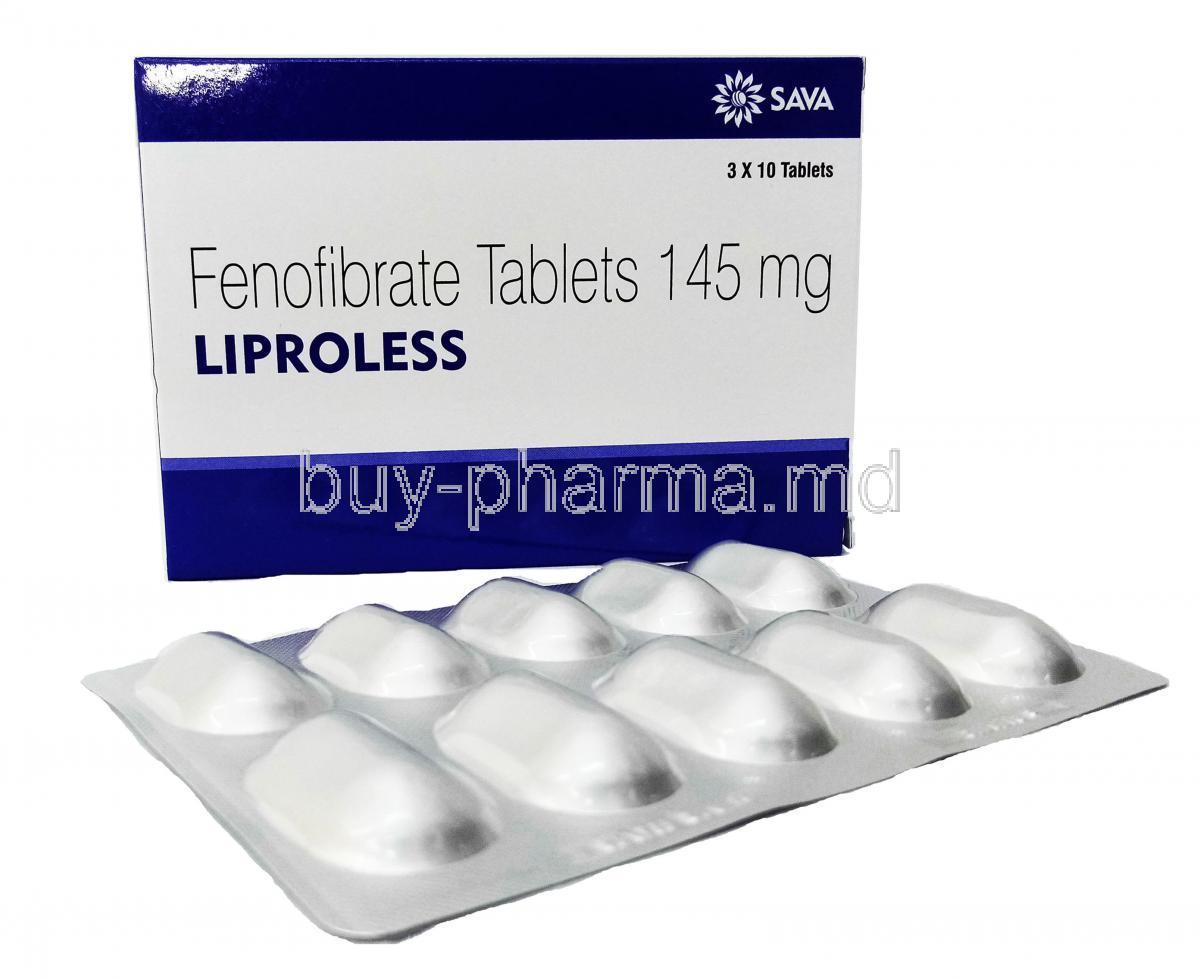 SAVA
3 X 10 Tablets
Fenofibrate Tablets 145 mg
LIPROLESS
buy-pharma.md